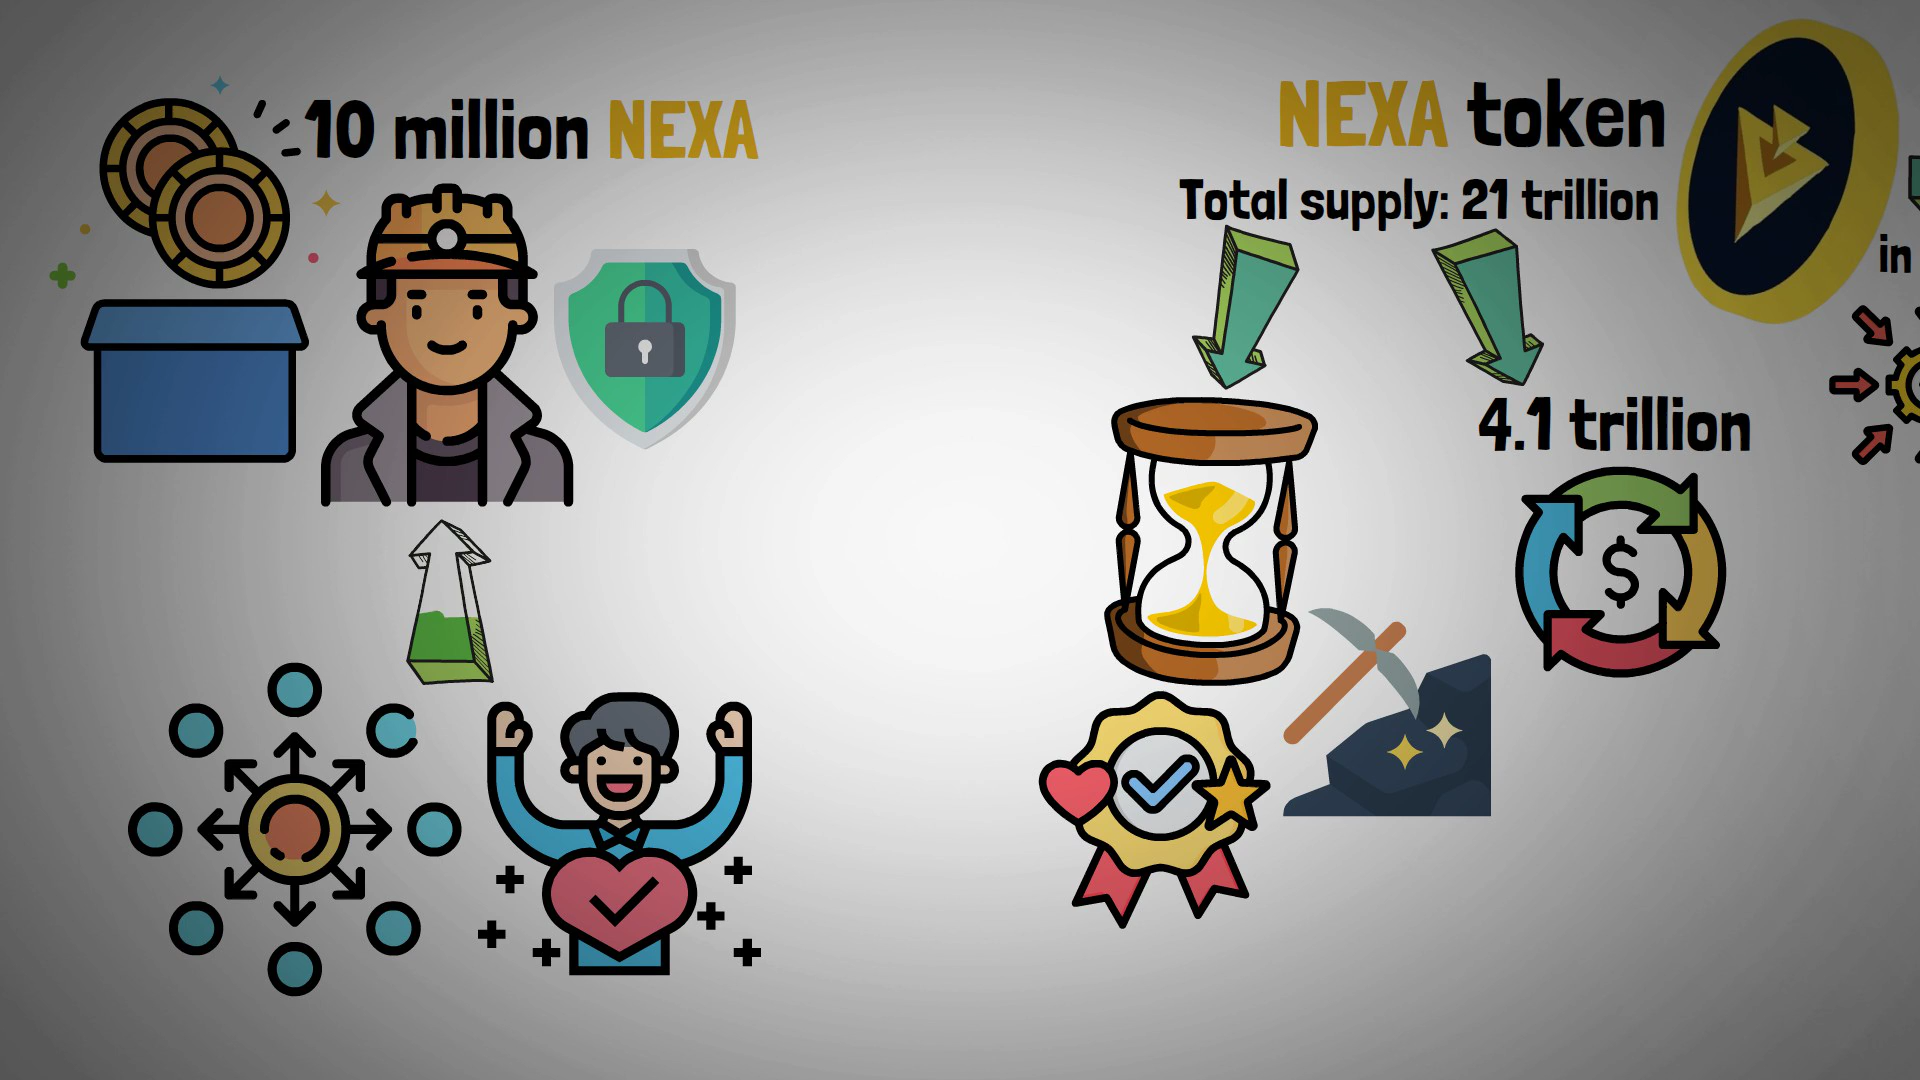 10 million NEXA
NEXA token
Total supply: 21 trillion
in
4.1 trillion
$